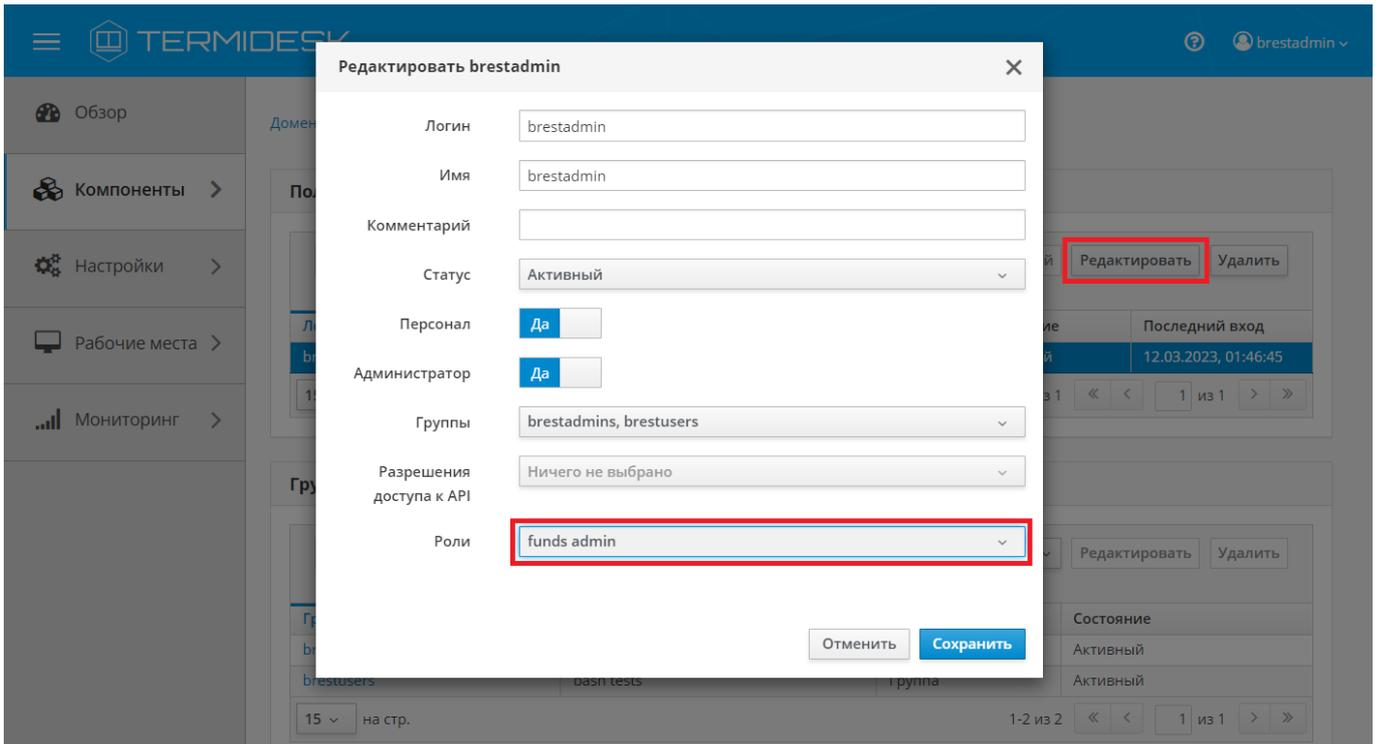 TERMIDESK
brestadmin
Редактировать brestadmin
Обзор
Компоненты
Настройки
Рабочие места
Мониторинг
Логин
brestadmin
Имя
brestadmin
Комментарий
Статус
Активный
Персонал
Да
Администратор
Да
Группы
brestadmins, brestusers
Разрешения
доступа к API
Ничего не выбрано
Роли
funds admin
Отменить
Сохранить
Редактировать
Удалить
Последний вход
12.03.2023, 01:46:45
1 из 1
Редактировать
Удалить
Состояние
Активный
brestusers
bash tests
Группа
Активный
15
на стр.
1-2 из 2
1 из 1